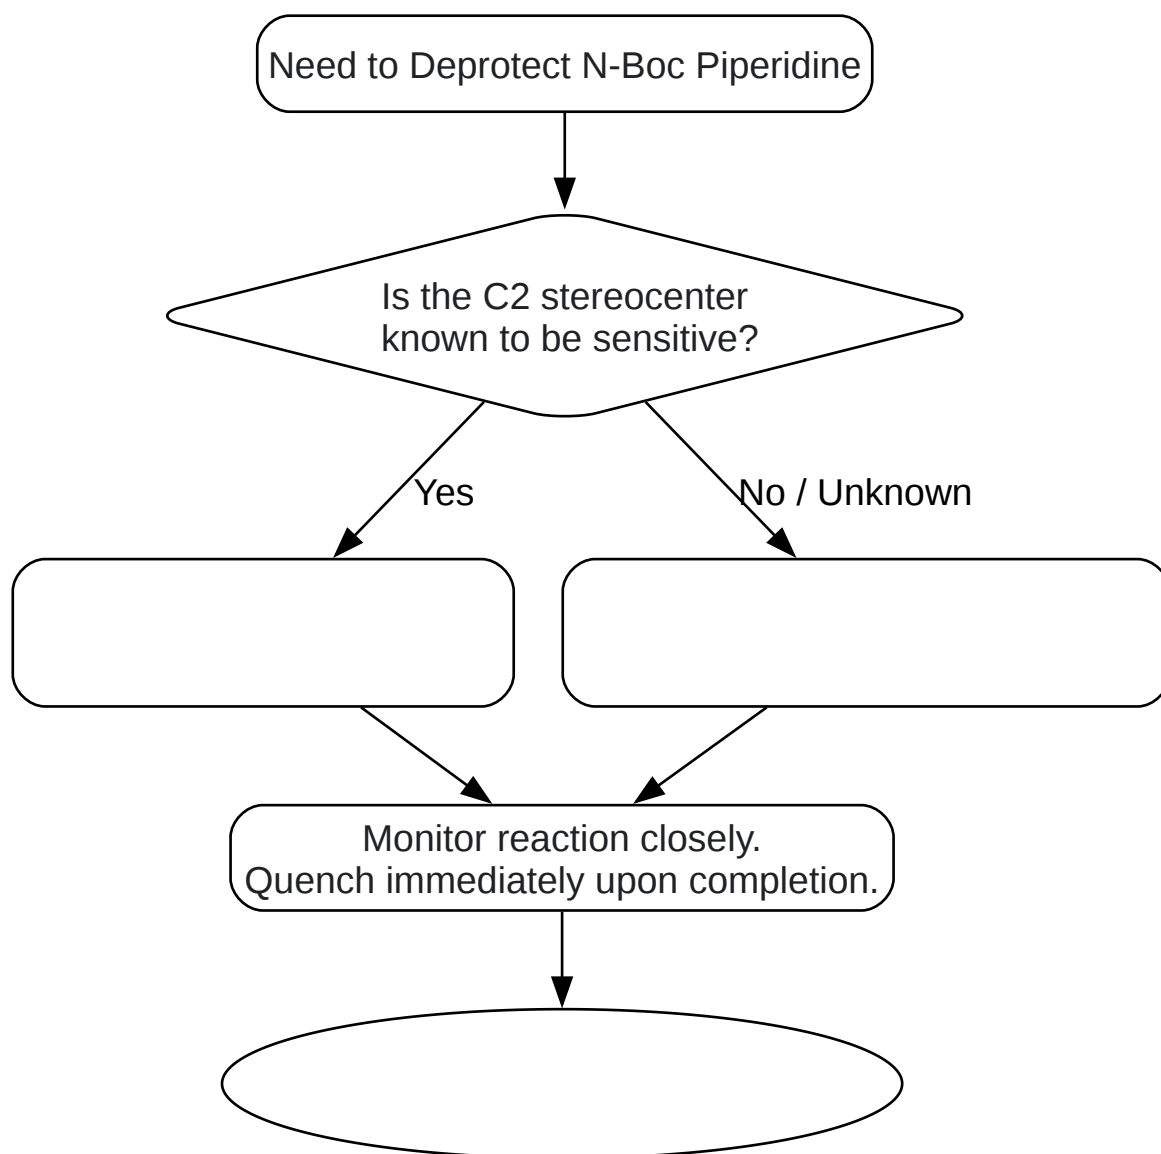 Need to Deprotect N-Boc Piperidine
Is the C2 stereocenter
known to be sensitive?
Yes
No / Unknown
Monitor reaction closely.
Quench immediately upon completion.